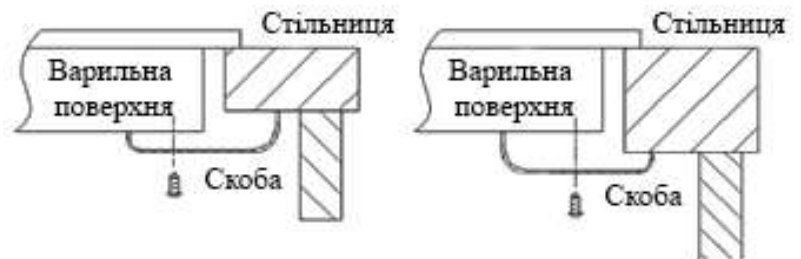 Стільниця
Варильна
поверхня
Скоба
Стільниця
Варильна
поверхня
Скоба